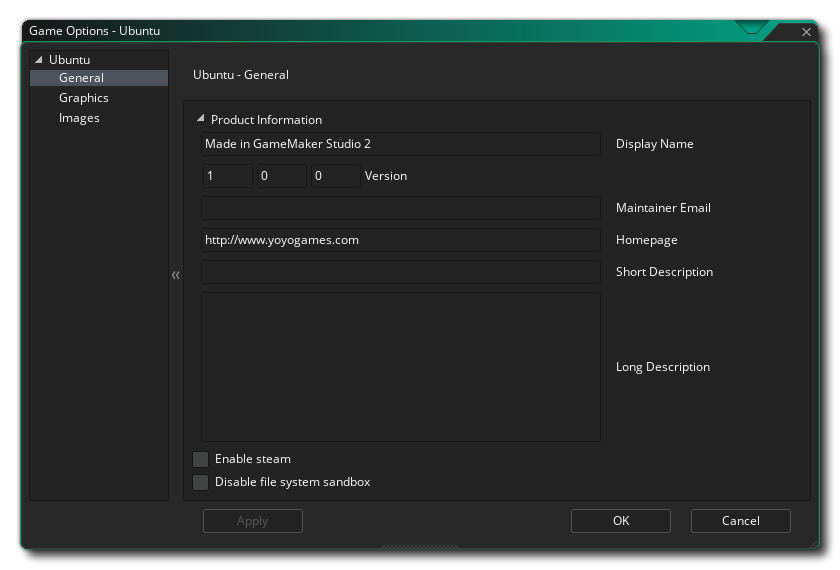 Game Options - Ubuntu
Ubuntu
General
Graphics
Images
Ubuntu - General
Product Information
Made in GameMaker Studio 2 Display Name
1 0 0 Version
Maintainer Email
http://www.yoyogames.com Homepage
Short Description
Long Description
Enable steam
Disable file system sandbox
Apply OK Cancel